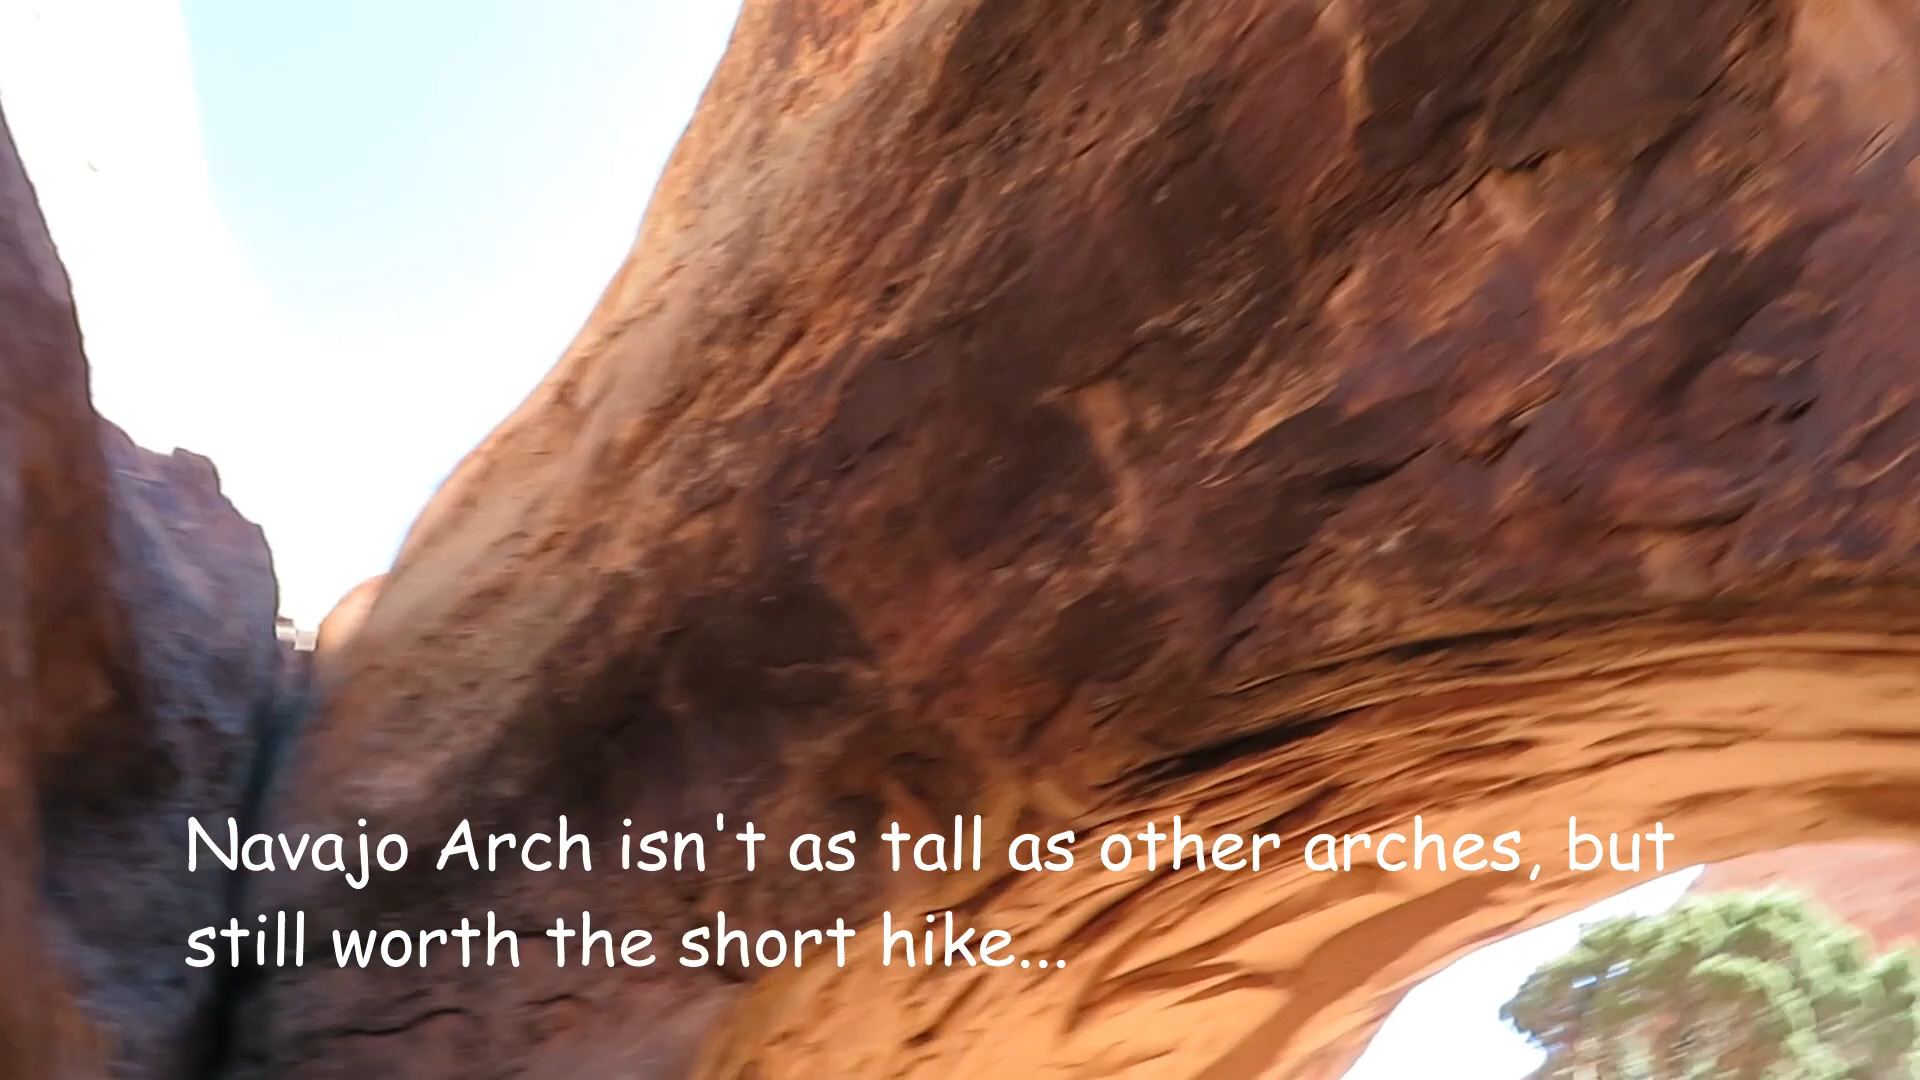 Navajo Arch isn't as tall as other arches, but
still worth the short hike...